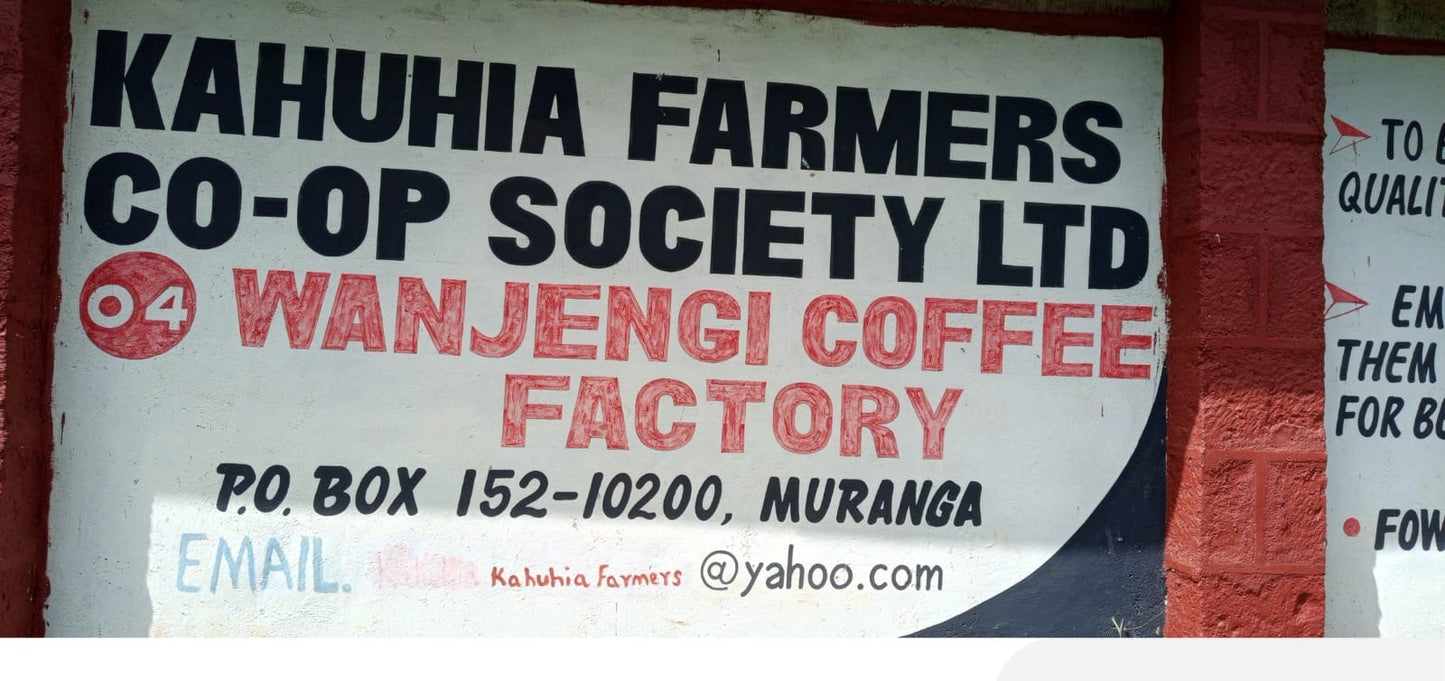 KAHUHIA FARMERS
CO-OP SOCIETY LTD
04 WANJENGI COFFEE
FACTORY
P.O. BOX 152-10200, MURANGA
EMAIL. Kahuhia Farmers @yahoo.com
TO
QUALIT
EM
THEM
FOR BO
FOW